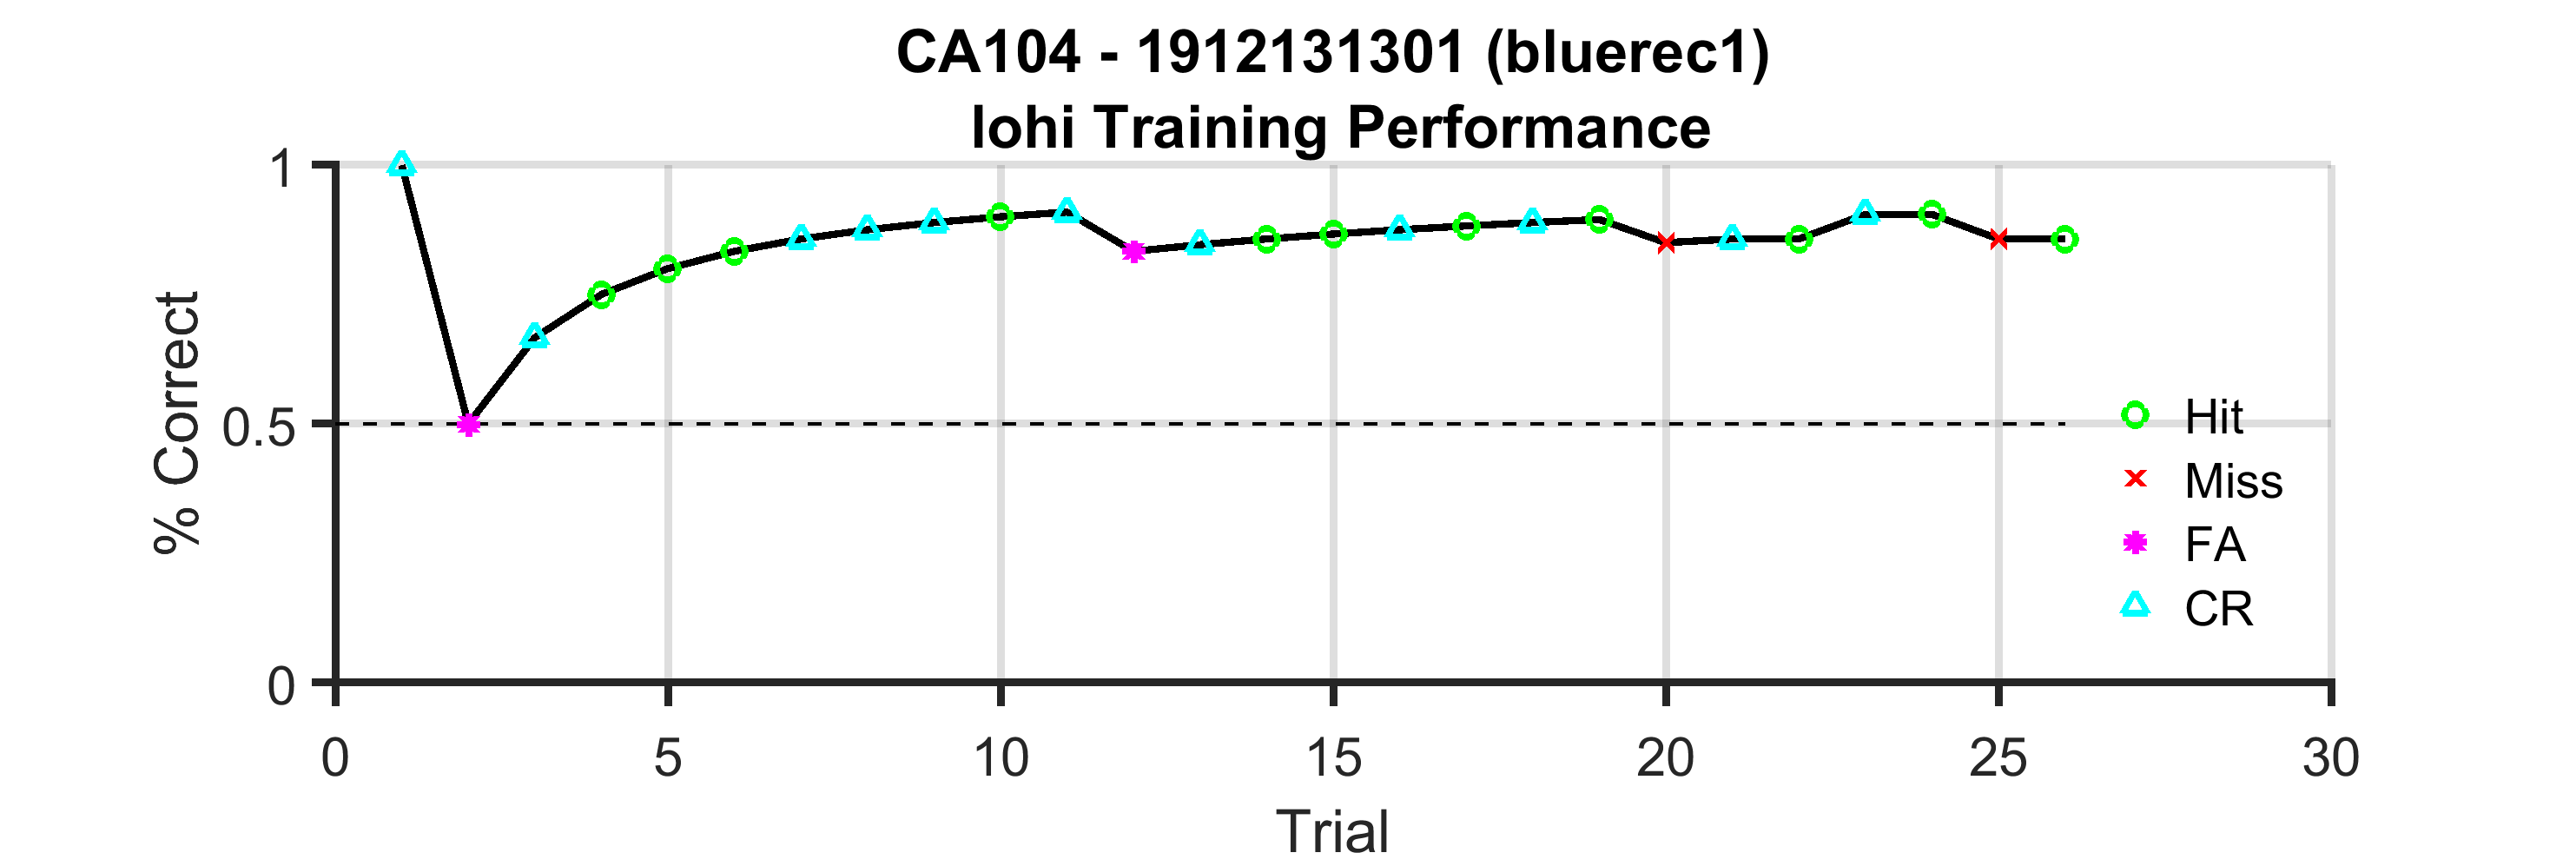 CA104 - 1912131301 (bluerec1)
lohi Training Performance
% Correct
1
0.5
0
Hit
Miss
FA
CR
0 5 10 15 20 25 30
Trial